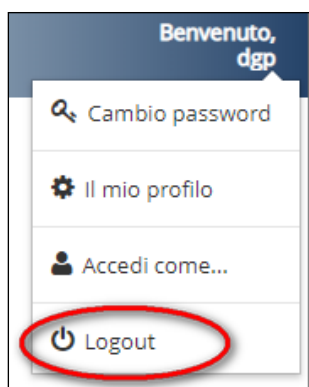 Benvenuto,
dgp
Cambio password
Il mio profilo
Accedi come...
Logout